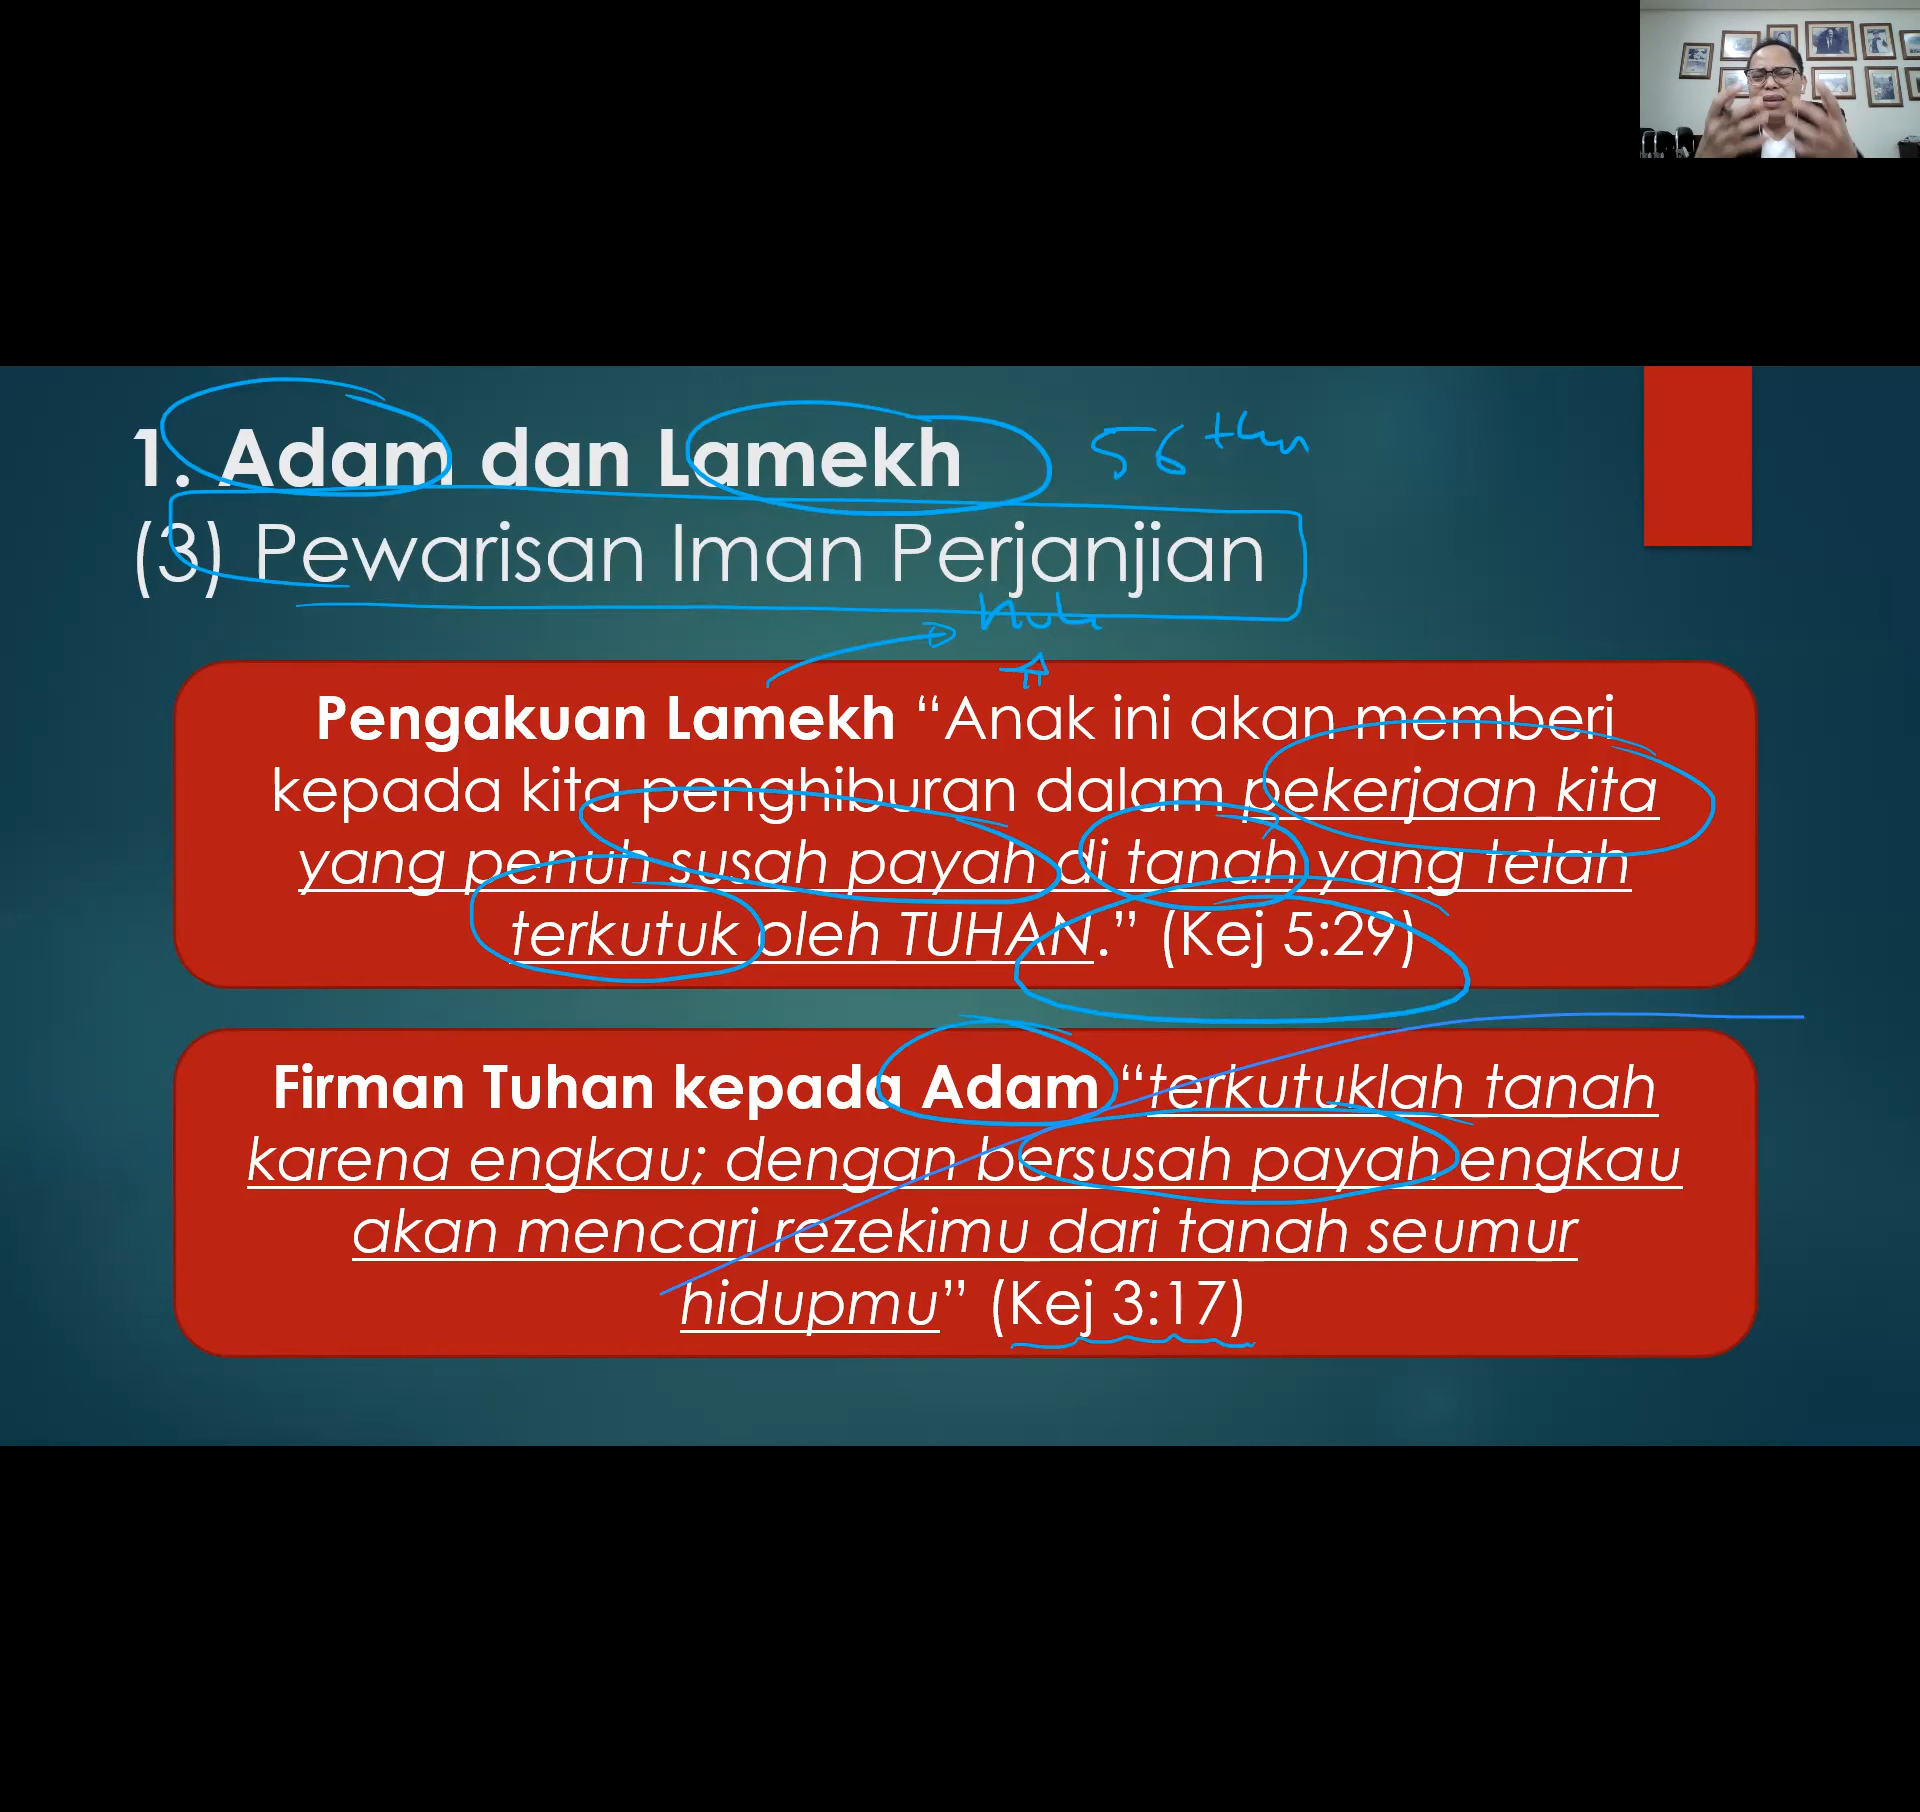 1. Adam dan Lamekh
56 thn
(3) Pewarisan Iman Perjanjian
Nuh
Pengakuan Lamekh “Anak ini akan memberi
kepada kita penghiburan dalam pekerjaan kita
yang penuh susah payah di tanah yang telah
terkutuk oleh TUHAN.” (Kej 5:29)
Firman Tuhan kepada Adam “terkutuklah tanah
karena engkau; dengan bersusah payah engkau
akan mencari rezekimu dari tanah seumur
hidupmu” (Kej 3:17)